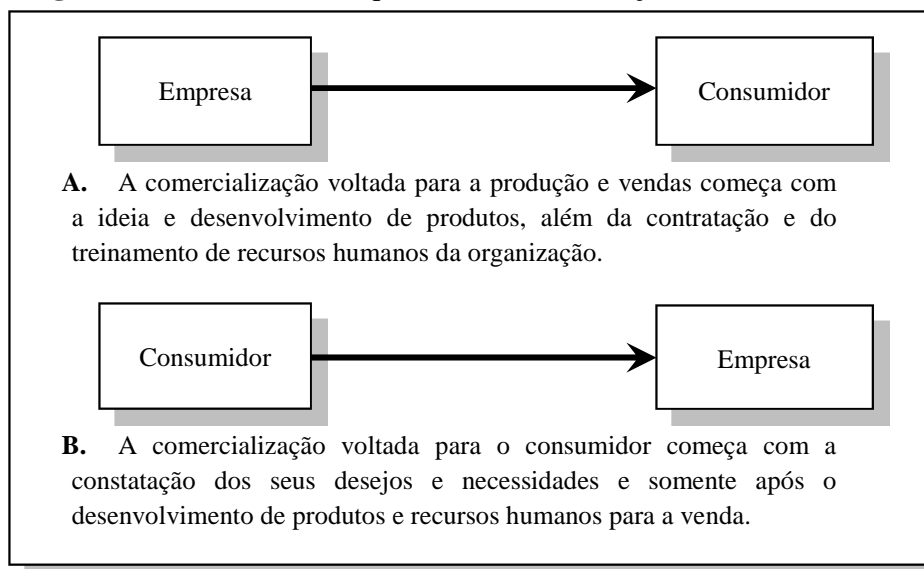 Empresa Consumidor
A. A comercialização voltada para a produção e vendas começa com
a ideia e desenvolvimento de produtos, além da contratação e do
treinamento de recursos humanos da organização.
Consumidor Empresa
B. A comercialização voltada para o consumidor começa com a
constatação dos seus desejos e necessidades e somente após o
desenvolvimento de produtos e recursos humanos para a venda.